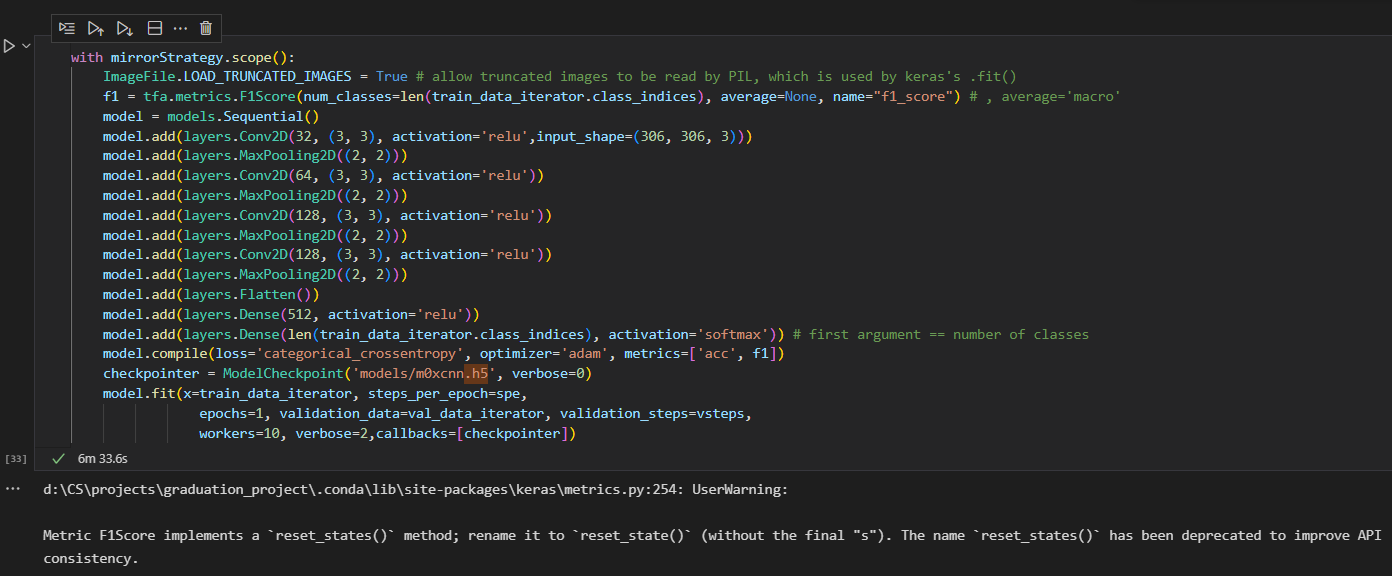 with mirrorStrategy.scope():
    ImageFile.LOAD_TRUNCATED_IMAGES = True # allow truncated images to be read by PIL, which is used by keras's .fit()
    f1 = tfa.metrics.F1Score(num_classes=len(train_data_iterator.class_indices), average=None, name="f1_score") # , average='macro'
    model = models.Sequential()
    model.add(layers.Conv2D(32, (3, 3), activation='relu',input_shape=(306, 306, 3)))
    model.add(layers.MaxPooling2D((2, 2)))
    model.add(layers.Conv2D(64, (3, 3), activation='relu'))
    model.add(layers.MaxPooling2D((2, 2)))
    model.add(layers.Conv2D(128, (3, 3), activation='relu'))
    model.add(layers.MaxPooling2D((2, 2)))
    model.add(layers.Conv2D(128, (3, 3), activation='relu'))
    model.add(layers.MaxPooling2D((2, 2)))
    model.add(layers.Flatten())
    model.add(layers.Dense(512, activation='relu'))
    model.add(layers.Dense(len(train_data_iterator.class_indices), activation='softmax')) # first argument == number of classes
    model.compile(loss='categorical_crossentropy', optimizer='adam', metrics=['acc', f1])
    checkpointer = ModelCheckpoint('models/m0xcnn.h5', verbose=0)
    model.fit(x=train_data_iterator, steps_per_epoch=spe,
                epochs=1, validation_data=val_data_iterator, validation_steps=vsteps,
                workers=10, verbose=2,callbacks=[checkpointer])
[33] 6m 33.6s
d:\CS\projects\graduation_project\.conda\lib\site-packages\keras\metrics.py:254: UserWarning:
Metric F1Score implements a `reset_states()` method; rename it to `reset_state()` (without the final "s"). The name `reset_states()` has been deprecated to improve API
consistency.